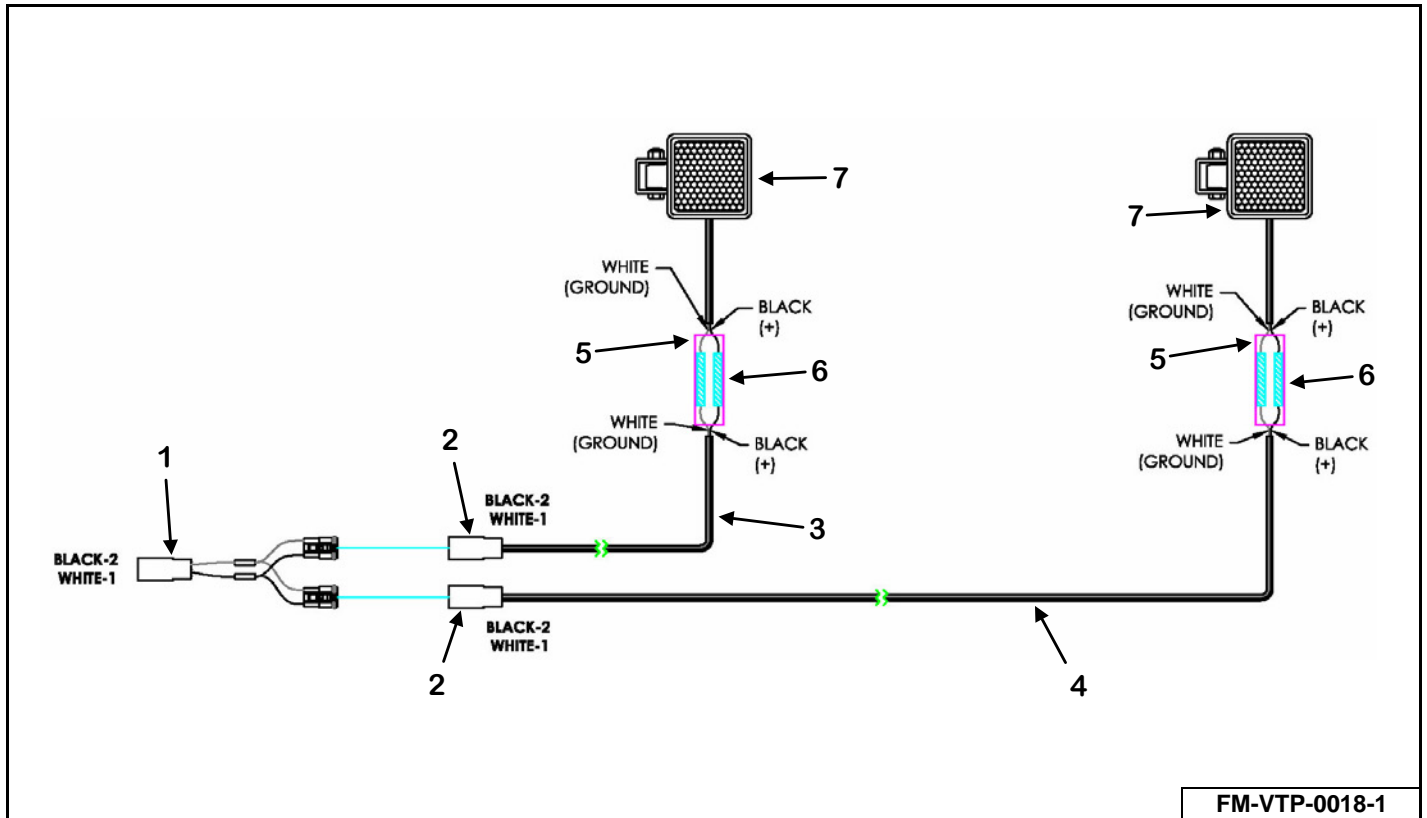 7
7
WHITE
(GROUND)
BLACK
(+)
WHITE
(GROUND)
BLACK
(+)
5
6
5
6
WHITE
(GROUND)
BLACK
(+)
WHITE
(GROUND)
BLACK
(+)
1
2
BLACK-2
WHITE-1
3
BLACK-2
WHITE-1
BLACK-2
WHITE-1
2
4
FM-VTP-0018-1